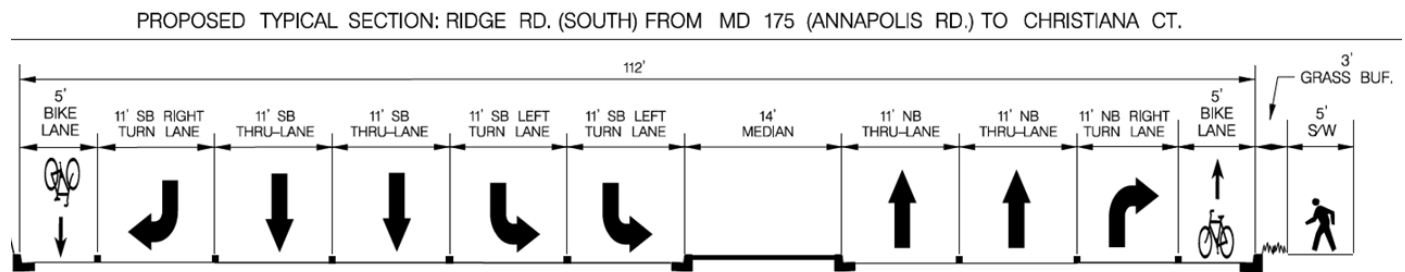 PROPOSED TYPICAL SECTION: RIDGE RD. (SOUTH) FROM MD 175 (ANNAPOLIS RD.) TO CHRISTIANA CT.
112'
3'
GRASS BUF.
5'
BIKE
LANE
11' SB RIGHT
TURN LANE
11' SB
THRU-LANE
11' SB
THRU-LANE
11' SB LEFT
TURN LANE
11' SB LEFT
TURN LANE
14'
MEDIAN
11' NB
THRU-LANE
11' NB
THRU-LANE
11' NB RIGHT
TURN LANE
5'
BIKE
LANE
5'
S/W